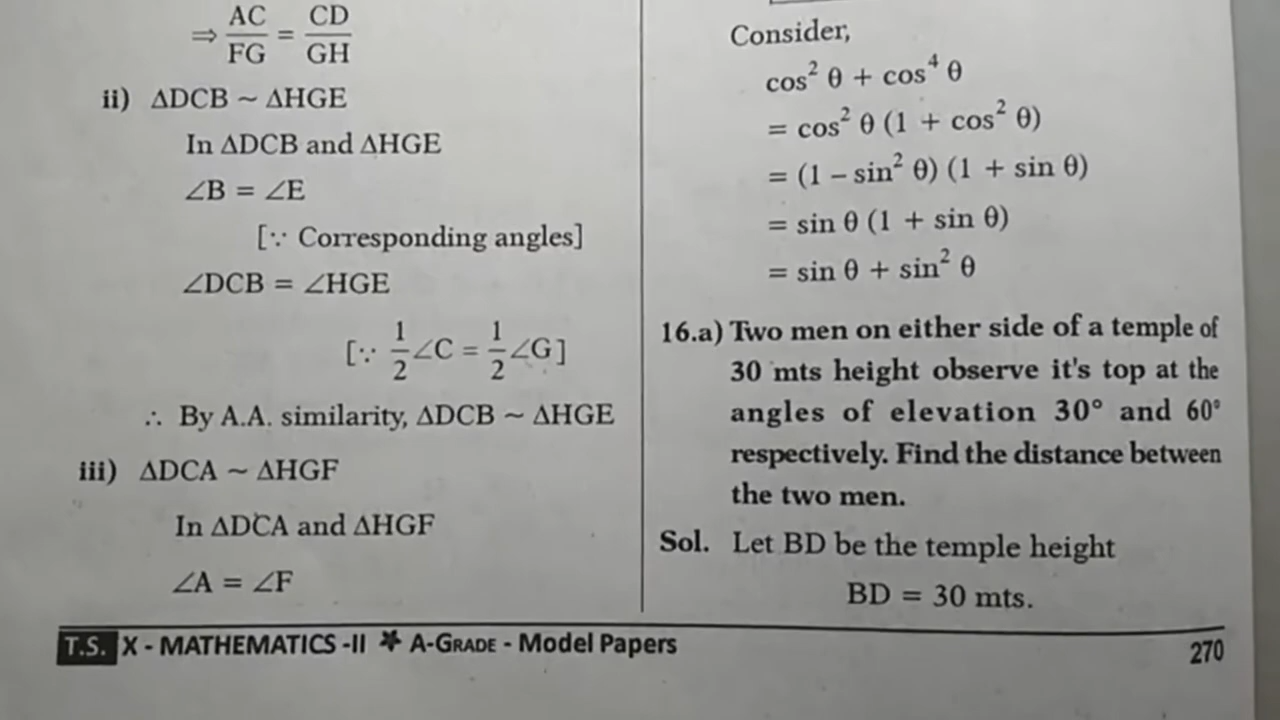 ⇒ AC/FG = CD/GH
ii) ΔDCB ~ ΔHGE
In ΔDCB and ΔHGE
∠B = ∠E
[∵ Corresponding angles]
∠DCB = ∠HGE
[∵ 1/2 ∠C = 1/2 ∠G]
∴ By A.A. similarity, ΔDCB ~ ΔHGE
iii) ΔDCA ~ ΔHGF
In ΔDCA and ΔHGF
∠A = ∠F
Consider,
cos² θ + cos⁴ θ
= cos² θ (1 + cos² θ)
= (1 – sin² θ) (1 + sin θ)
= sin θ (1 + sin θ)
= sin θ + sin² θ
16.a) Two men on either side of a temple of
30 mts height observe it's top at the
angles of elevation 30° and 60°
respectively. Find the distance between
the two men.
Sol. Let BD be the temple height
BD = 30 mts.
T.S. X - MATHEMATICS -II ✱ A-GRADE - Model Papers
270